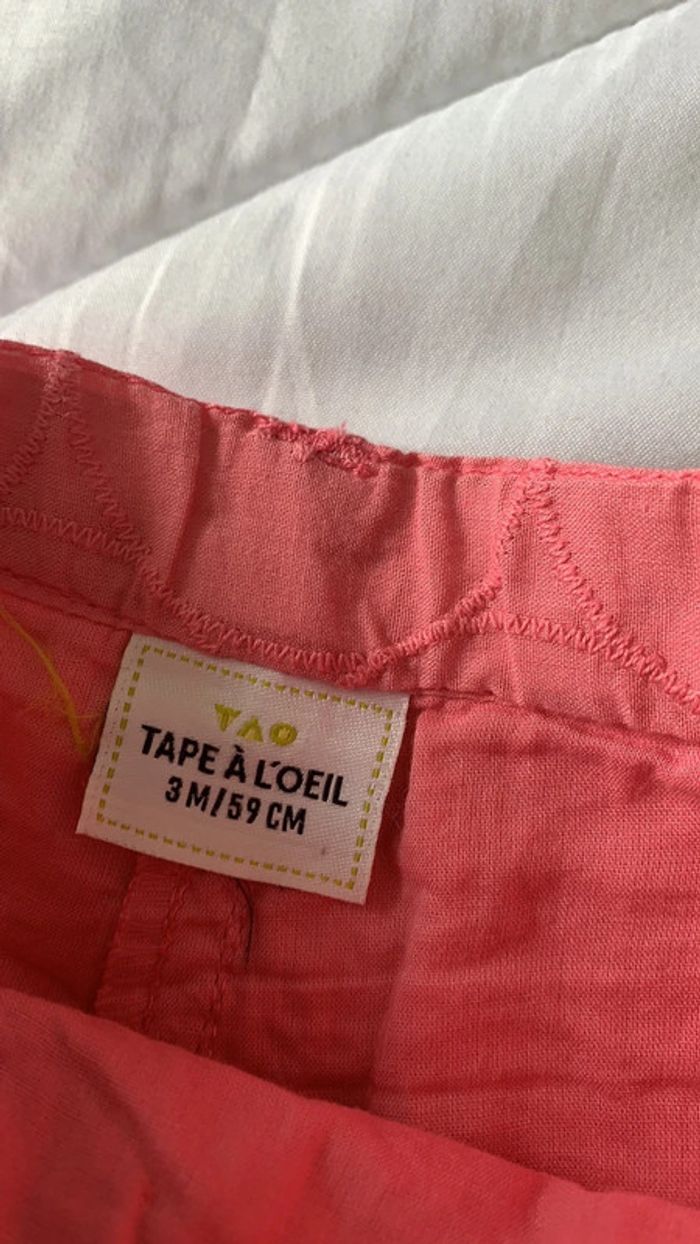 TAO
TAPE À L'OEIL
3 M/59 CM